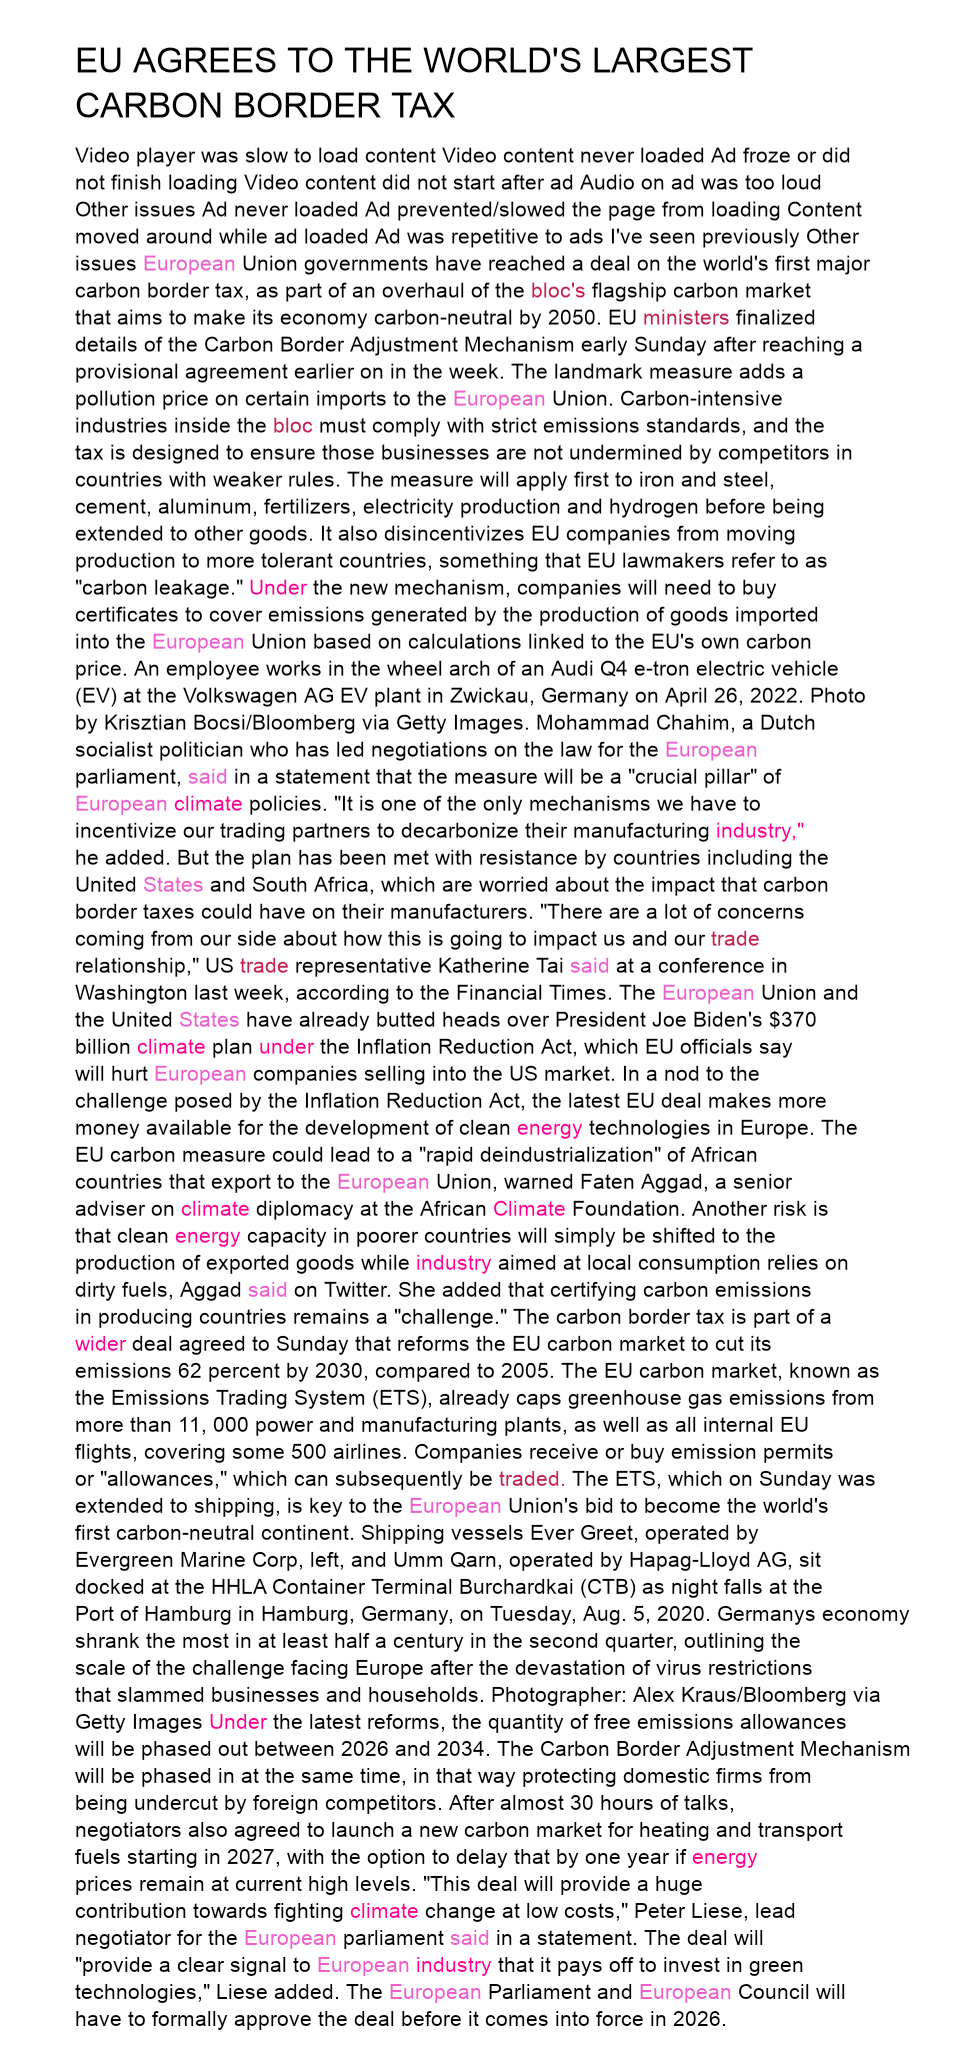 EU AGREES TO THE WORLD'S LARGEST
CARBON BORDER TAX
Video player was slow to load content Video content never loaded Ad froze or did
not finish loading Video content did not start after ad Audio on ad was too loud
Other issues Ad never loaded Ad prevented/slowed the page from loading Content
moved around while ad loaded Ad was repetitive to ads I've seen previously Other
issues European Union governments have reached a deal on the world's first major
carbon border tax, as part of an overhaul of the bloc's flagship carbon market
that aims to make its economy carbon-neutral by 2050. EU ministers finalized
details of the Carbon Border Adjustment Mechanism early Sunday after reaching a
provisional agreement earlier on in the week. The landmark measure adds a
pollution price on certain imports to the European Union. Carbon-intensive
industries inside the bloc must comply with strict emissions standards, and the
tax is designed to ensure those businesses are not undermined by competitors in
countries with weaker rules. The measure will apply first to iron and steel,
cement, aluminum, fertilizers, electricity production and hydrogen before being
extended to other goods. It also disincentivizes EU companies from moving
production to more tolerant countries, something that EU lawmakers refer to as
"carbon leakage." Under the new mechanism, companies will need to buy
certificates to cover emissions generated by the production of goods imported
into the European Union based on calculations linked to the EU's own carbon
price. An employee works in the wheel arch of an Audi Q4 e-tron electric vehicle
(EV) at the Volkswagen AG EV plant in Zwickau, Germany on April 26, 2022. Photo
by Krisztian Bocsi/Bloomberg via Getty Images. Mohammad Chahim, a Dutch
socialist politician who has led negotiations on the law for the European
parliament, said in a statement that the measure will be a "crucial pillar" of
European climate policies. "It is one of the only mechanisms we have to
incentivize our trading partners to decarbonize their manufacturing industry,"
he added. But the plan has been met with resistance by countries including the
United States and South Africa, which are worried about the impact that carbon
border taxes could have on their manufacturers. "There are a lot of concerns
coming from our side about how this is going to impact us and our trade
relationship," US trade representative Katherine Tai said at a conference in
Washington last week, according to the Financial Times. The European Union and
the United States have already butted heads over President Joe Biden's $370
billion climate plan under the Inflation Reduction Act, which EU officials say
will hurt European companies selling into the US market. In a nod to the
challenge posed by the Inflation Reduction Act, the latest EU deal makes more
money available for the development of clean energy technologies in Europe. The
EU carbon measure could lead to a "rapid deindustrialization" of African
countries that export to the European Union, warned Faten Aggad, a senior
adviser on climate diplomacy at the African Climate Foundation. Another risk is
that clean energy capacity in poorer countries will simply be shifted to the
production of exported goods while industry aimed at local consumption relies on
dirty fuels, Aggad said on Twitter. She added that certifying carbon emissions
in producing countries remains a "challenge." The carbon border tax is part of a
wider deal agreed to Sunday that reforms the EU carbon market to cut its
emissions 62 percent by 2030, compared to 2005. The EU carbon market, known as
the Emissions Trading System (ETS), already caps greenhouse gas emissions from
more than 11, 000 power and manufacturing plants, as well as all internal EU
flights, covering some 500 airlines. Companies receive or buy emission permits
or "allowances," which can subsequently be traded. The ETS, which on Sunday was
extended to shipping, is key to the European Union's bid to become the world's
first carbon-neutral continent. Shipping vessels Ever Greet, operated by
Evergreen Marine Corp, left, and Umm Qarn, operated by Hapag-Lloyd AG, sit
docked at the HHLA Container Terminal Burchardkai (CTB) as night falls at the
Port of Hamburg in Hamburg, Germany, on Tuesday, Aug. 5, 2020. Germanys economy
shrank the most in at least half a century in the second quarter, outlining the
scale of the challenge facing Europe after the devastation of virus restrictions
that slammed businesses and households. Photographer: Alex Kraus/Bloomberg via
Getty Images Under the latest reforms, the quantity of free emissions allowances
will be phased out between 2026 and 2034. The Carbon Border Adjustment Mechanism
will be phased in at the same time, in that way protecting domestic firms from
being undercut by foreign competitors. After almost 30 hours of talks,
negotiators also agreed to launch a new carbon market for heating and transport
fuels starting in 2027, with the option to delay that by one year if energy
prices remain at current high levels. "This deal will provide a huge
contribution towards fighting climate change at low costs," Peter Liese, lead
negotiator for the European parliament said in a statement. The deal will
"provide a clear signal to European industry that it pays off to invest in green
technologies," Liese added. The European Parliament and European Council will
have to formally approve the deal before it comes into force in 2026.